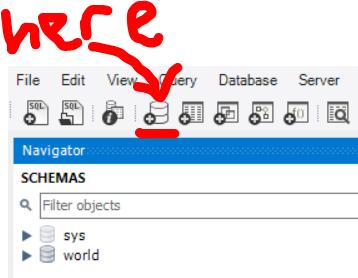 here
File Edit View Query Database Server
SQL SQL i f()
Navigator
SCHEMAS
Filter objects
sys
world